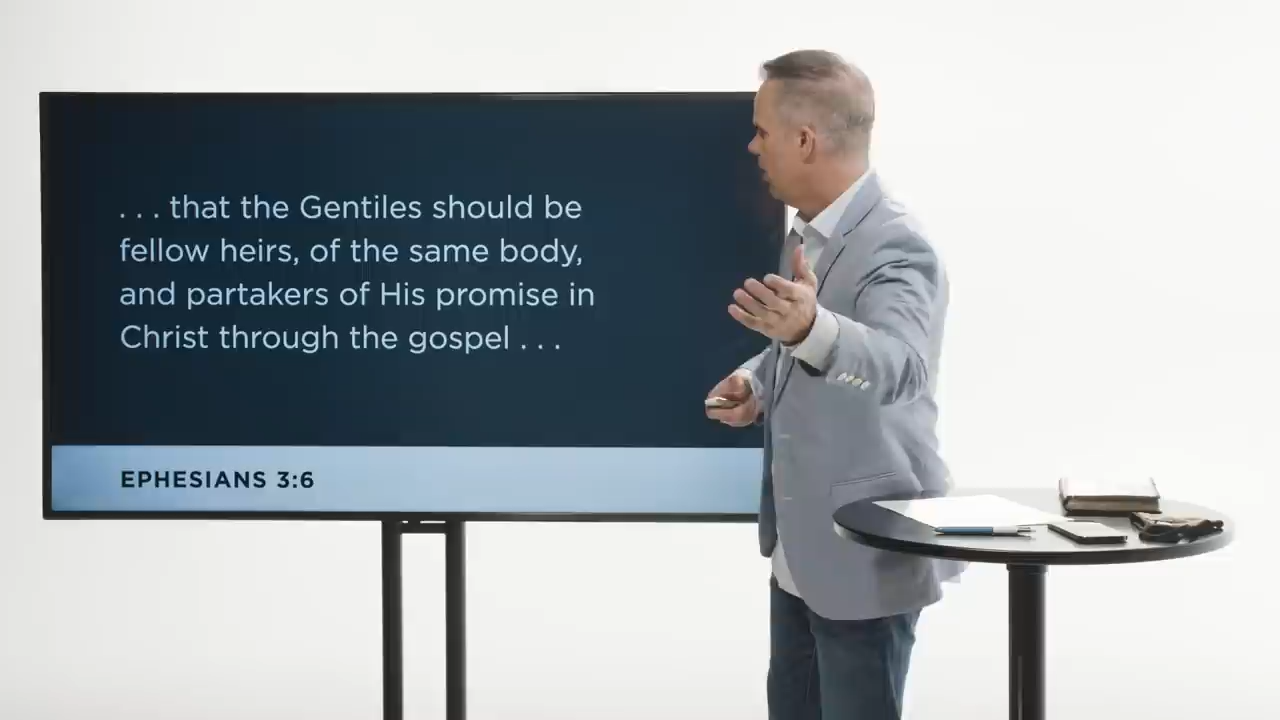 . . . that the Gentiles should be
fellow heirs, of the same body,
and partakers of His promise in
Christ through the gospel . . .
EPHESIANS 3:6